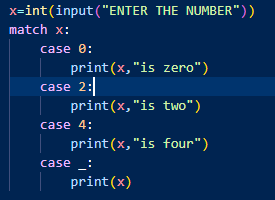 x=int(input("ENTER THE NUMBER"))
match x:
    case 0:
        print(x,"is zero")
    case 2:
        print(x,"is two")
    case 4:
        print(x,"is four")
    case _:
        print(x)